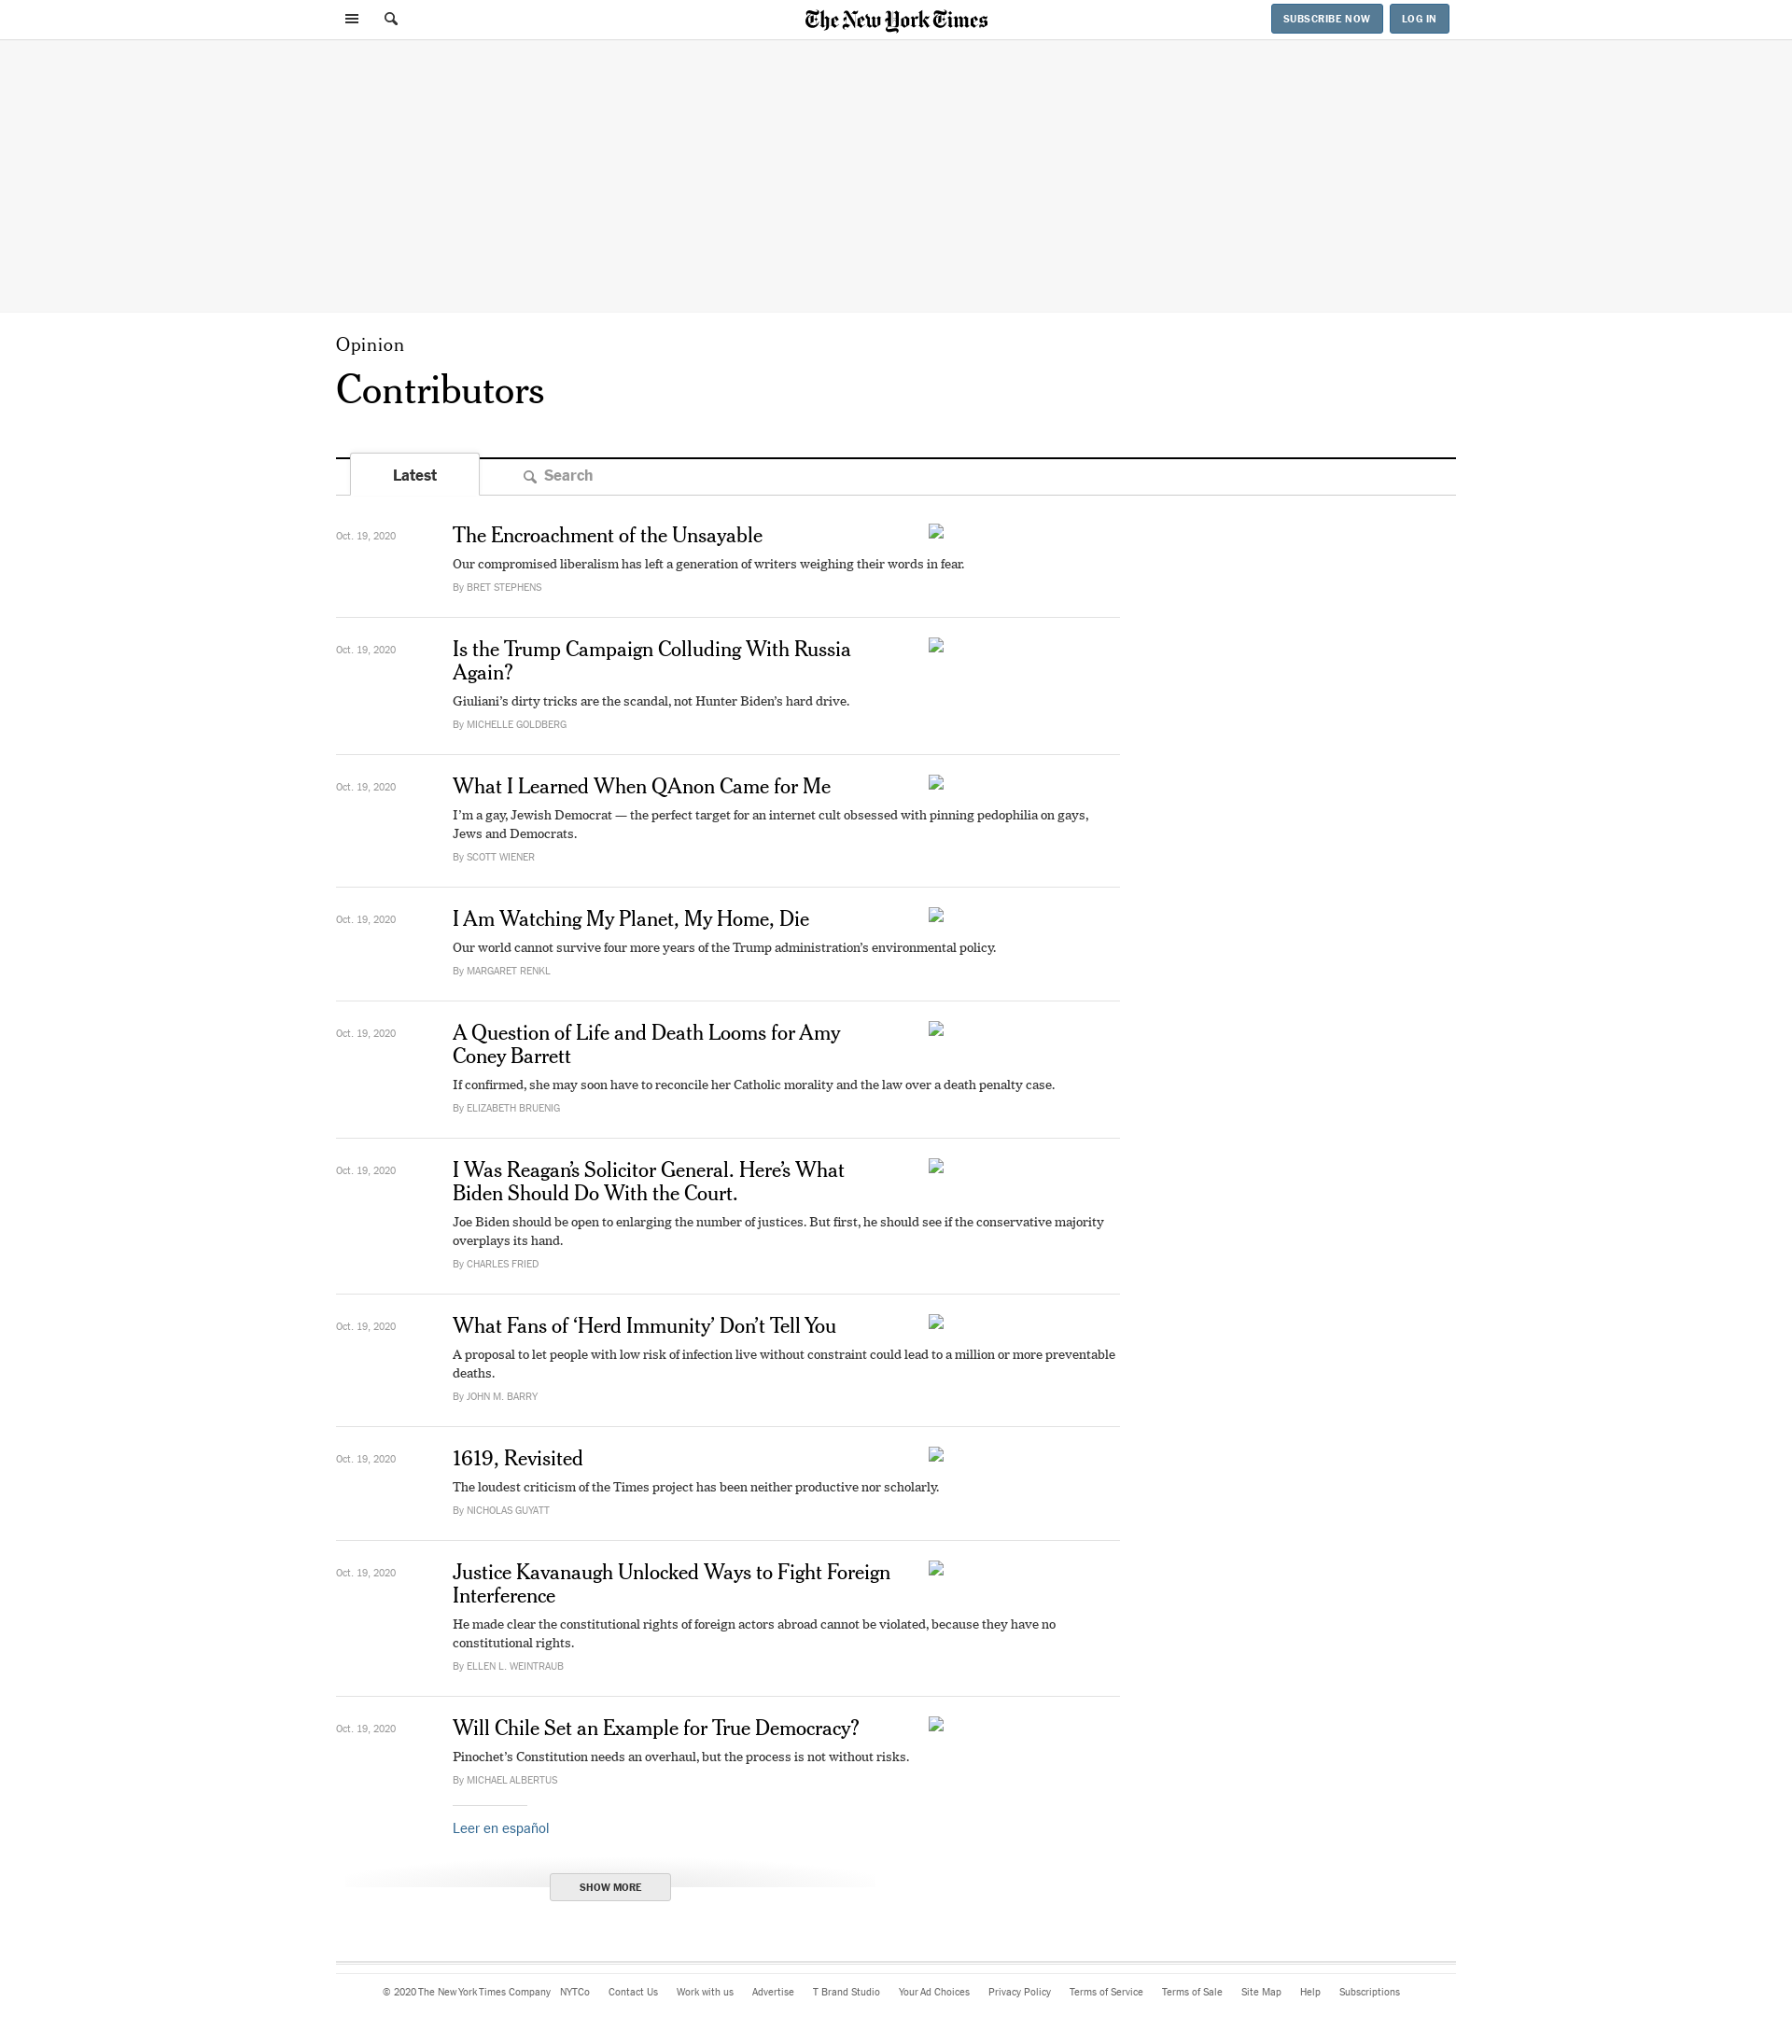 The New York Times
SUBSCRIBE NOW
LOG IN
Opinion
Contributors
Latest
Search
Oct. 19, 2020
The Encroachment of the Unsayable
Our compromised liberalism has left a generation of writers weighing their words in fear.
By BRET STEPHENS
Oct. 19, 2020
Is the Trump Campaign Colluding With Russia
Again?
Giuliani’s dirty tricks are the scandal, not Hunter Biden’s hard drive.
By MICHELLE GOLDBERG
Oct. 19, 2020
What I Learned When QAnon Came for Me
I’m a gay, Jewish Democrat — the perfect target for an internet cult obsessed with pinning pedophilia on gays,
Jews and Democrats.
By SCOTT WIENER
Oct. 19, 2020
I Am Watching My Planet, My Home, Die
Our world cannot survive four more years of the Trump administration’s environmental policy.
By MARGARET RENKL
Oct. 19, 2020
A Question of Life and Death Looms for Amy
Coney Barrett
If confirmed, she may soon have to reconcile her Catholic morality and the law over a death penalty case.
By ELIZABETH BRUENIG
Oct. 19, 2020
I Was Reagan’s Solicitor General. Here’s What
Biden Should Do With the Court.
Joe Biden should be open to enlarging the number of justices. But first, he should see if the conservative majority
overplays its hand.
By CHARLES FRIED
Oct. 19, 2020
What Fans of ‘Herd Immunity’ Don’t Tell You
A proposal to let people with low risk of infection live without constraint could lead to a million or more preventable
deaths.
By JOHN M. BARRY
Oct. 19, 2020
1619, Revisited
The loudest criticism of the Times project has been neither productive nor scholarly.
By NICHOLAS GUYATT
Oct. 19, 2020
Justice Kavanaugh Unlocked Ways to Fight Foreign
Interference
He made clear the constitutional rights of foreign actors abroad cannot be violated, because they have no
constitutional rights.
By ELLEN L. WEINTRAUB
Oct. 19, 2020
Will Chile Set an Example for True Democracy?
Pinochet’s Constitution needs an overhaul, but the process is not without risks.
By MICHAEL ALBERTUS
Leer en español
SHOW MORE
© 2020 The New York Times Company NYTCo Contact Us Work with us Advertise T Brand Studio Your Ad Choices Privacy Policy Terms of Service Terms of Sale Site Map Help Subscriptions